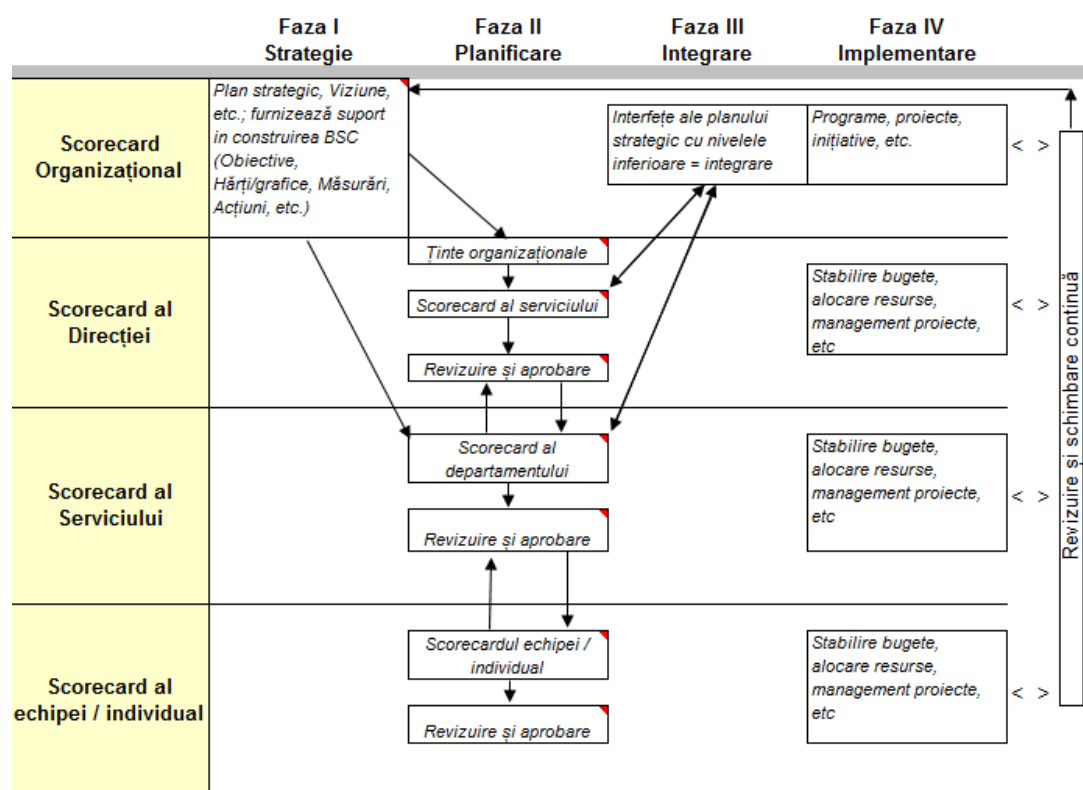 Faza I
Strategie
Faza II
Planificare
Faza III
Integrare
Faza IV
Implementare
Scorecard
Organizațional
Plan strategic, Viziune,
etc.; furnizează suport
in construirea BSC
(Obiective,
Hărți/grafice, Măsurări,
Acțiuni, etc.)
Interfețe ale planului
strategic cu nivelele
inferioare = integrare
Programe, proiecte,
inițiative, etc.
< >
Scorecard al
Direcției
Ținte organizaționale
Scorecard al serviciului
Revizuire și aprobare
Stabilire bugete,
alocare resurse,
management proiecte,
etc
< >
Scorecard al
Serviciului
Scorecard al
departamentului
Revizuire și aprobare
Stabilire bugete,
alocare resurse,
management proiecte,
etc
< >
Scorecard al
echipei / individual
Scorecardul echipei /
individual
Revizuire și aprobare
Stabilire bugete,
alocare resurse,
management proiecte,
etc
< >
Revizuire și schimbare continuă